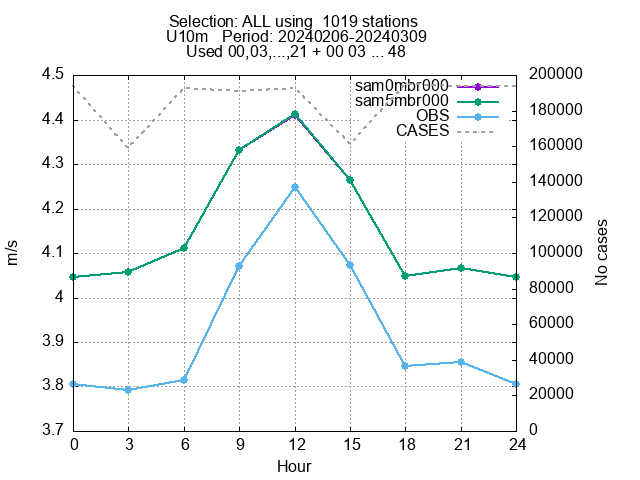 Selection: ALL using  1019 stations
U10m   Period: 20240206-20240309
Used 00,03,...,21 + 00 03 ... 48
4.5
4.4
4.3
4.2
4.1
4
3.9
3.8
3.7
m/s
sam0mbr000
sam5mbr000
OBS
CASES
200000
180000
160000
140000
120000
100000
80000
60000
40000
20000
0
No cases
0 3 6 9 12 15 18 21 24
Hour